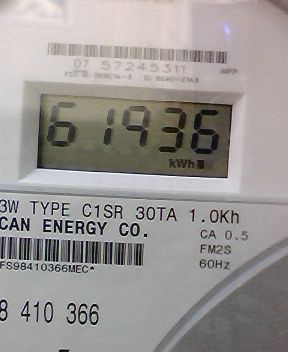 07 57245311
61936
kWh
3W TYPE C1SR 30TA 1.0Kh
CAN ENERGY CO.
CA 0.5
FM2S
60Hz
FS98410366MEC*
8 410 366